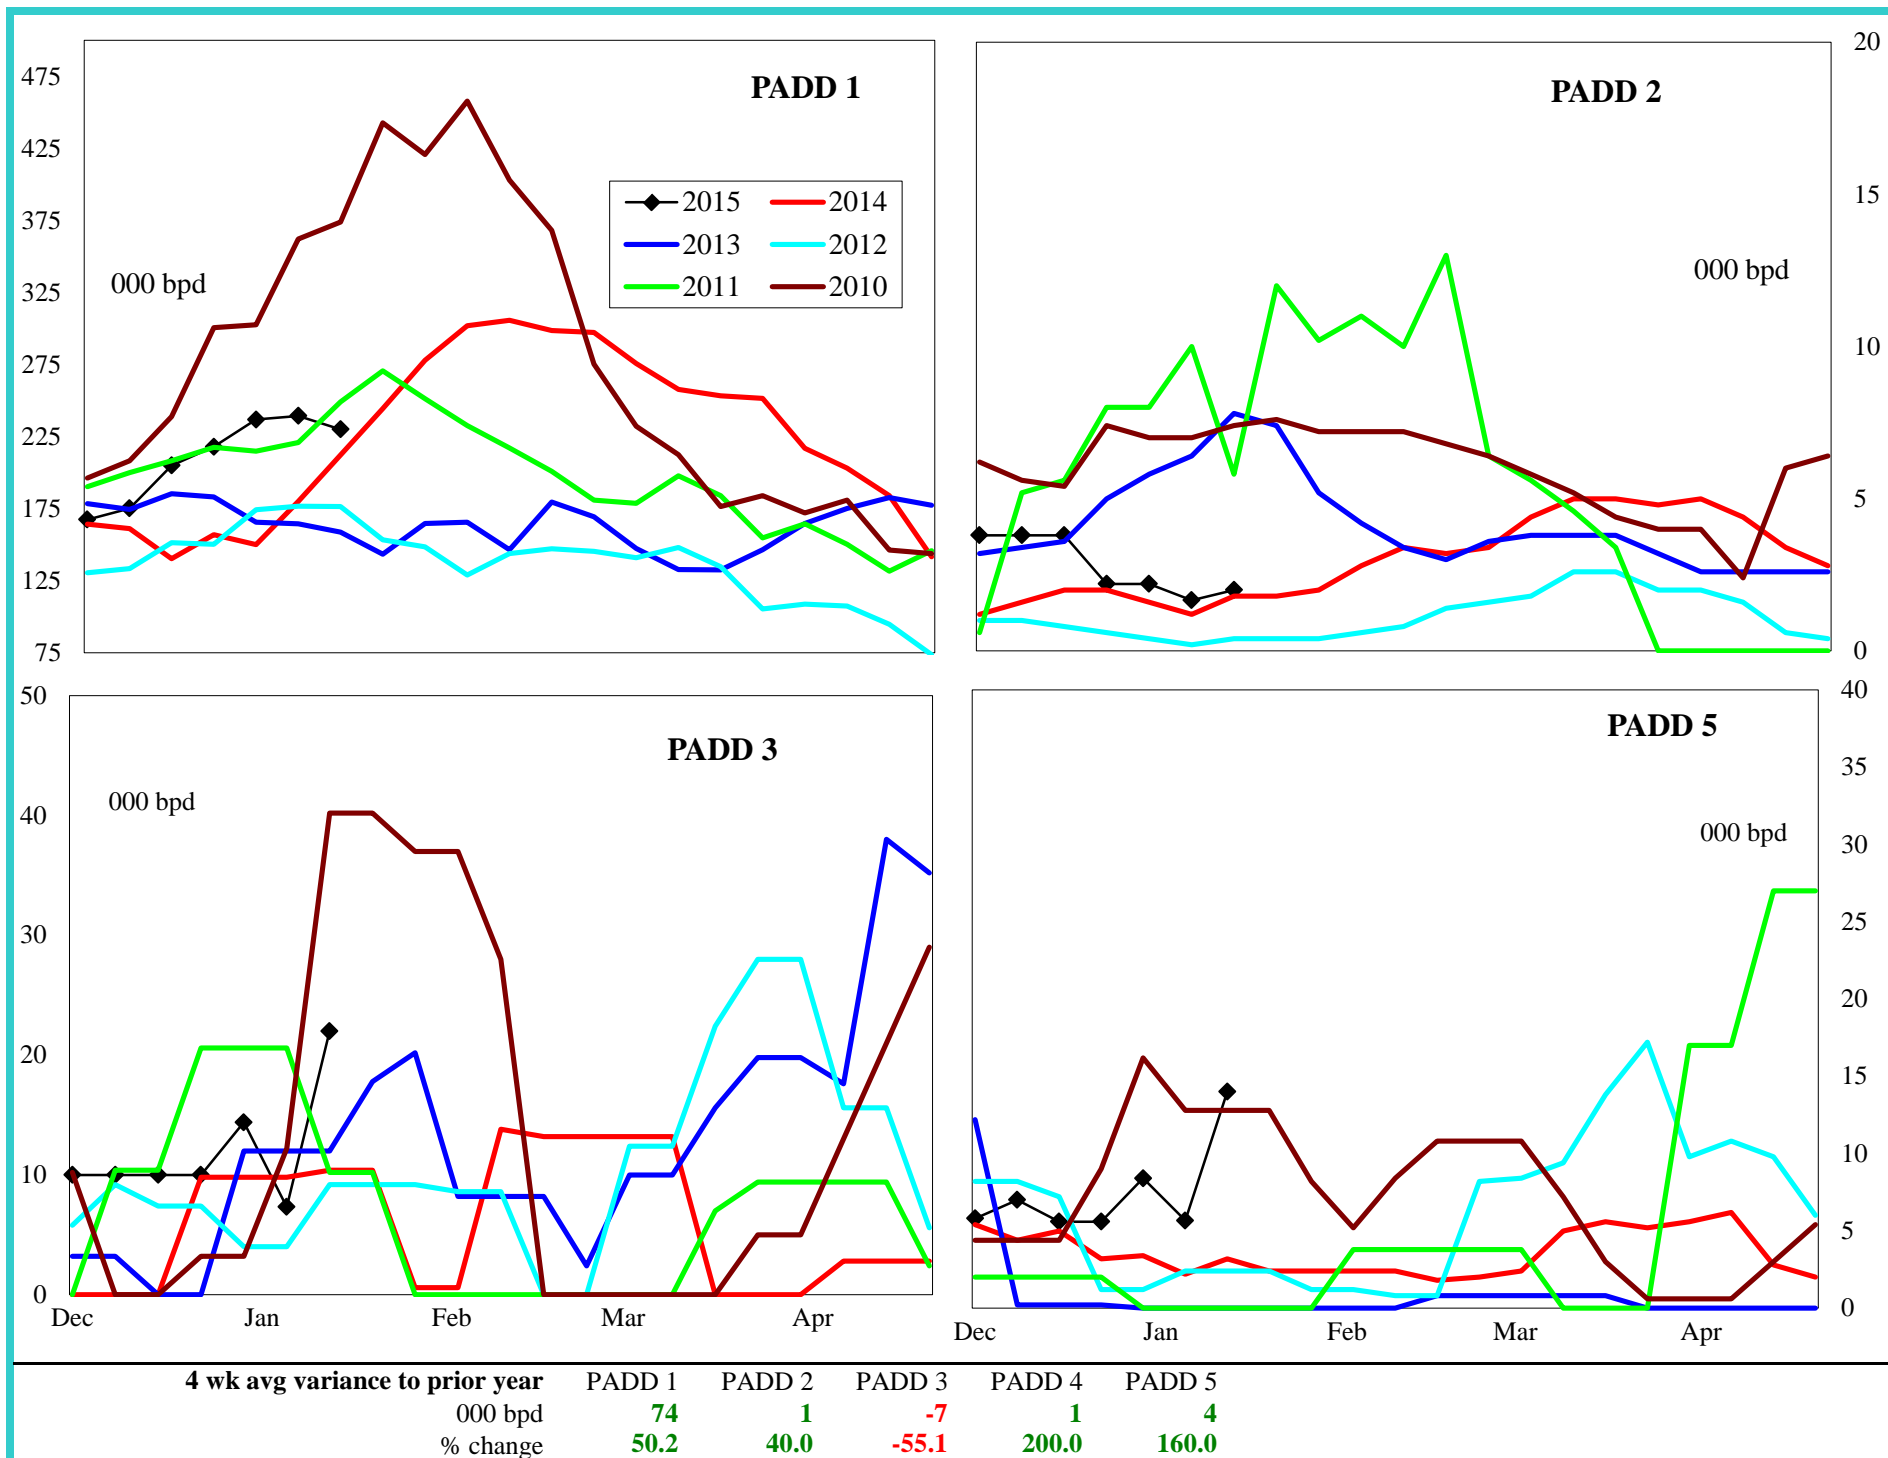 PADD 1
475
425
375
325
275
225
175
125
75
000 bpd
2015 2014
2013 2012
2011 2010
PADD 2
20
15
10
5
0
000 bpd
PADD 3
50
40
30
20
10
0
000 bpd
Dec Jan Feb Mar Apr
PADD 5
40
35
30
25
20
15
10
5
0
000 bpd
Dec Jan Feb Mar Apr
4 wk avg variance to prior year PADD 1 PADD 2 PADD 3 PADD 4 PADD 5
000 bpd 74 1 -7 1 4
% change 50.2 40.0 -55.1 200.0 160.0